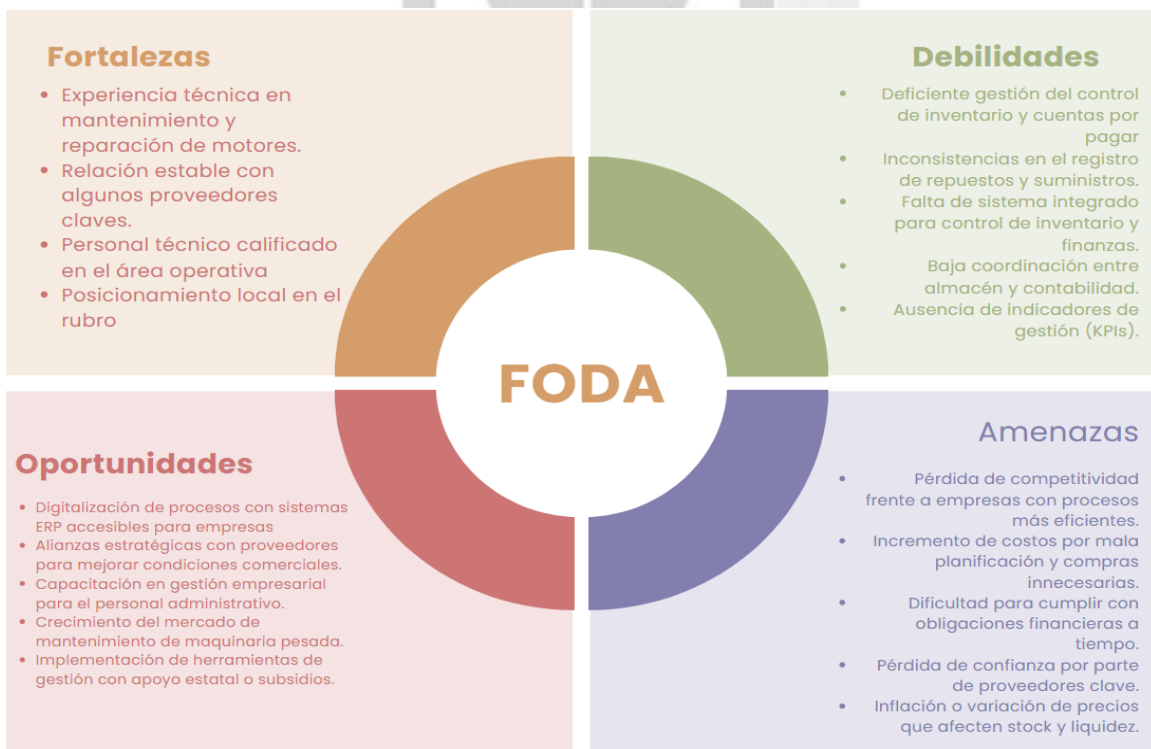 Fortalezas
• Experiencia técnica en
mantenimiento y
reparación de motores.
• Relación estable con
algunos proveedores
claves.
• Personal técnico calificado
en el área operativa
• Posicionamiento local en el
rubro
Debilidades
• Deficiente gestión del control
de inventario y cuentas por
pagar
• Inconsistencias en el registro
de repuestos y suministros.
• Falta de sistema integrado
para control de inventario y
finanzas.
• Baja coordinación entre
almacén y contabilidad.
• Ausencia de indicadores de
gestión (KPIs).
FODA
Oportunidades
• Digitalización de procesos con sistemas
ERP accesibles para empresas
• Alianzas estratégicas con proveedores
para mejorar condiciones comerciales.
• Capacitación en gestión empresarial
para el personal administrativo.
• Crecimiento del mercado de
mantenimiento de maquinaria pesada.
• Implementación de herramientas de
gestión con apoyo estatal o subsidios.
Amenazas
• Pérdida de competitividad
frente a empresas con procesos
más eficientes.
• Incremento de costos por mala
planificación y compras
innecesarias.
• Dificultad para cumplir con
obligaciones financieras a
tiempo.
• Pérdida de confianza por parte
de proveedores clave.
• Inflación o variación de precios
que afecten stock y liquidez.